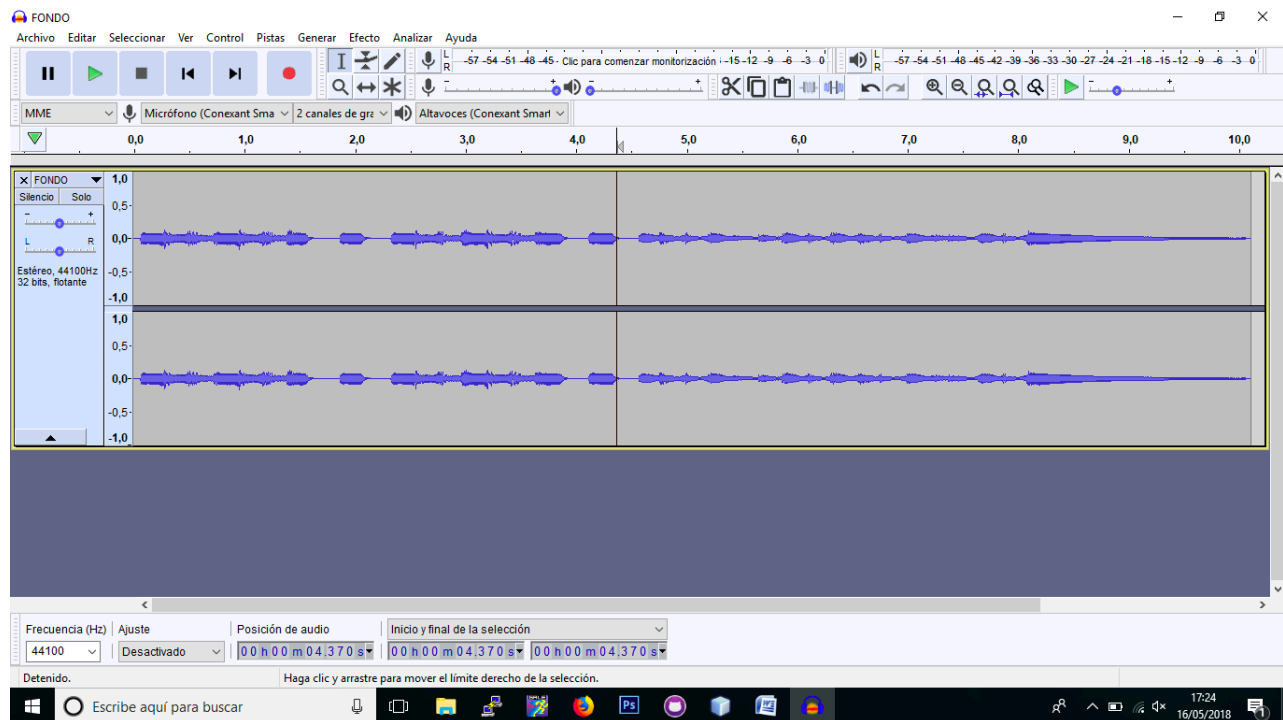 FONDO
Archivo Editar Seleccionar Ver Control Pistas Generar Efecto Analizar Ayuda
L -57 -54 -51 -48 -45 - Clic para comenzar monitorización -15 -12 -9 -6 -3 0 L -57 -54 -51 -48 -45 -42 -39 -36 -33 -30 -27 -24 -21 -18 -15 -12 -9 -6 -3 0
R R
- + - +
- +
MME Micrófono (Conexant Sma 2 canales de gra Altavoces (Conexant Smart
0,0 1,0 2,0 3,0 4,0 5,0 6,0 7,0 8,0 9,0 10,0
× FONDO 1,0
Silencio Solo
0,5-
- +
L R 0,0-
Estéreo, 44100Hz -0,5-
32 bits, flotante
-1,0
1,0
0,5-
0,0-
-0,5-
-1,0
Frecuencia (Hz) Ajuste Posición de audio Inicio y final de la selección
44100 Desactivado 00 h 00 m 04.370 s 00 h 00 m 04.370 s 00 h 00 m 04.370 s
Detenido. Haga clic y arrastre para mover el límite derecho de la selección.
Escribe aquí para buscar
Ps
17:24
16/05/2018
1